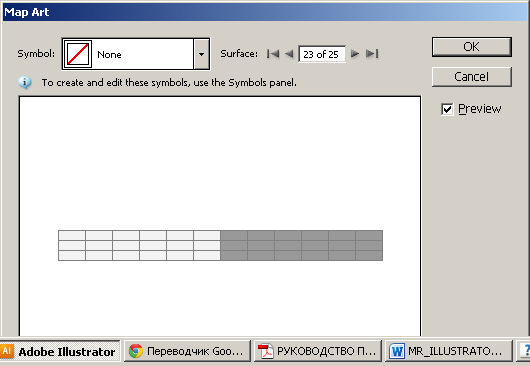 Map Art
Symbol: None Surface: 23 of 25 OK
To create and edit these symbols, use the Symbols panel. Cancel
Preview
Ai Adobe Illustrator Переводчик Goo... РУКОВОДСТВО П... MR_ILLUSTRATO... ?